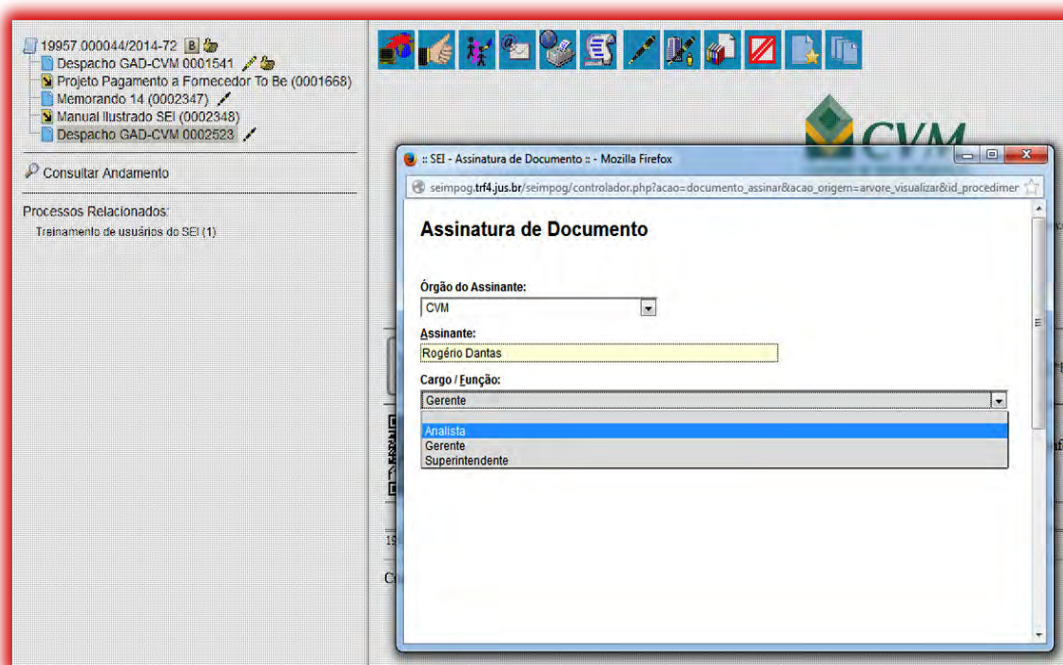 19957.000044/2014-72 B
Despacho GAD-CVM 0001541
Projeto Pagamento a Fornecedor To Be (0001668)
Memorando 14 (0002347)
Manual Ilustrado SEI (0002348)
Despacho GAD-CVM 0002523
Consultar Andamento
Processos Relacionados:
Treinamento de usuários do SEI (1)
CVM
:: SEI - Assinatura de Documento :: - Mozilla Firefox
seimpog.trf4.jus.br/seimpog/controlador.php?acao=documento_assinar&acao_origem=arvore_visualizar&id_procedimer
Assinatura de Documento
Órgão do Assinante:
CVM
Assinante:
Rogério Dantas
Cargo / Função:
Gerente
Analista
Gerente
Superintendente